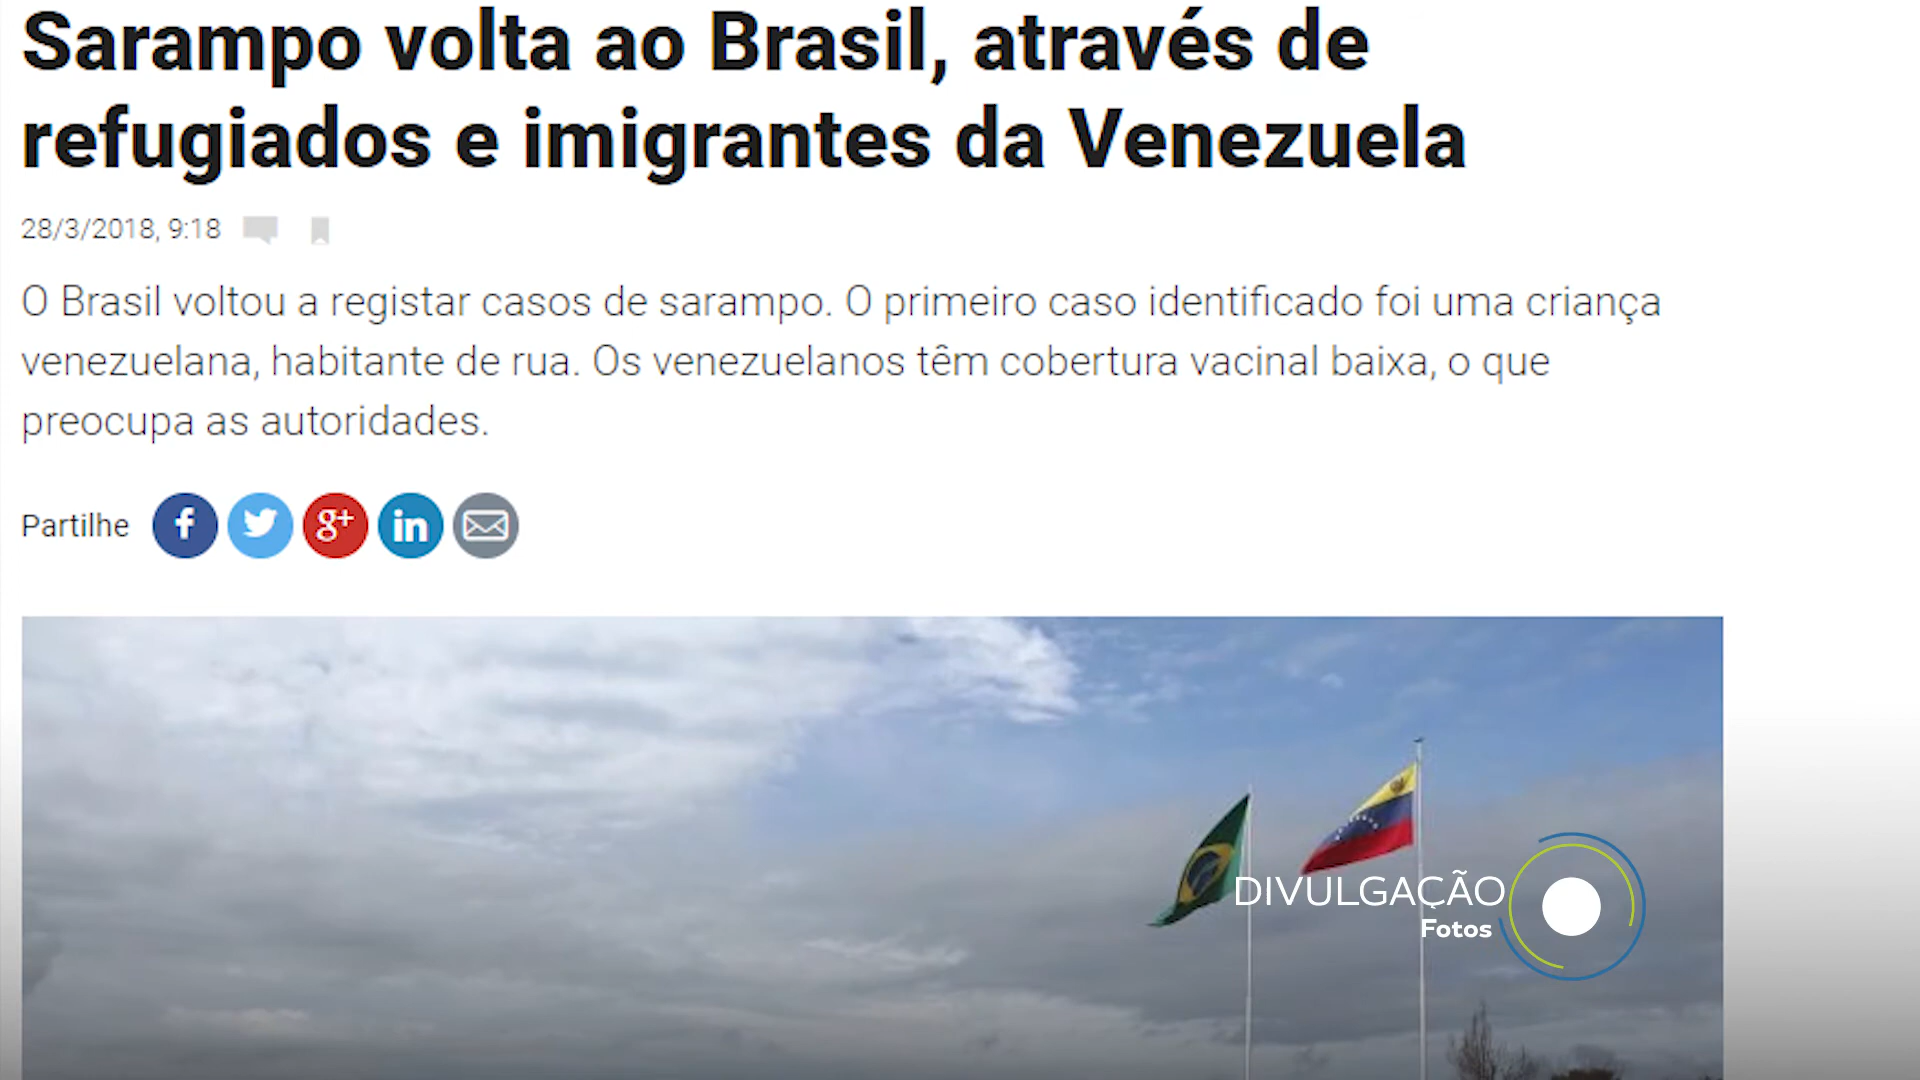 Sarampo volta ao Brasil, através de
refugiados e imigrantes da Venezuela
28/3/2018, 9:18
O Brasil voltou a registar casos de sarampo. O primeiro caso identificado foi uma criança
venezuelana, habitante de rua. Os venezuelanos têm cobertura vacinal baixa, o que
preocupa as autoridades.
Partilhe
f
g+
in
DIVULGAÇÃO
Fotos